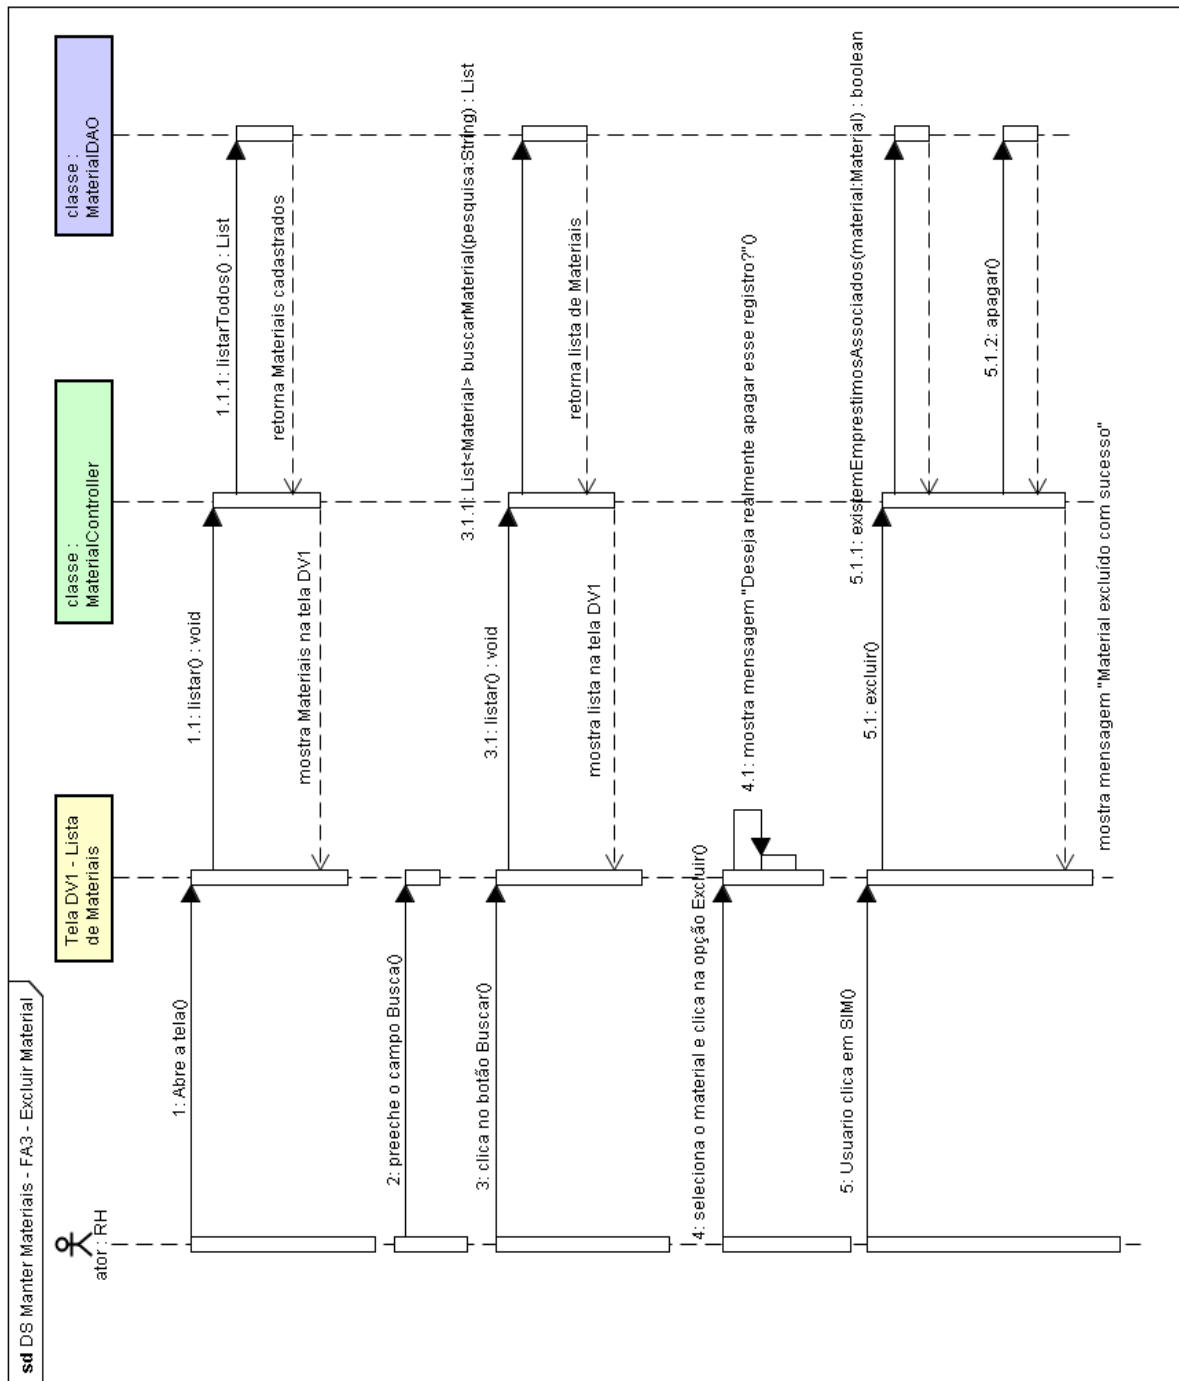 sd DS Manter Materiais - FA3 - Excluir Material
ator : RH
Tela DV1 - Lista
de Materiais
classe :
MaterialController
classe :
MaterialDAO
1: Abre a tela()
1.1: listar() : void
1.1.1: listarTodos() : List
retorna Materiais cadastrados
mostra Materiais na tela DV1
2: preeche o campo Busca()
3: clica no botão Buscar()
3.1: listar() : void
3.1.1: List<Material> buscarMaterial(pesquisa:String) : List
retorna lista de Materiais
mostra lista na tela DV1
4: seleciona o material e clica na opção Excluir()
4.1: mostra mensagem "Deseja realmente apagar esse registro?"()
5: Usuario clica em SIM()
5.1: excluir()
5.1.1: existemEmprestimosAssociados(material:Material) : boolean
5.1.2: apagar()
mostra mensagem "Material excluído com sucesso"